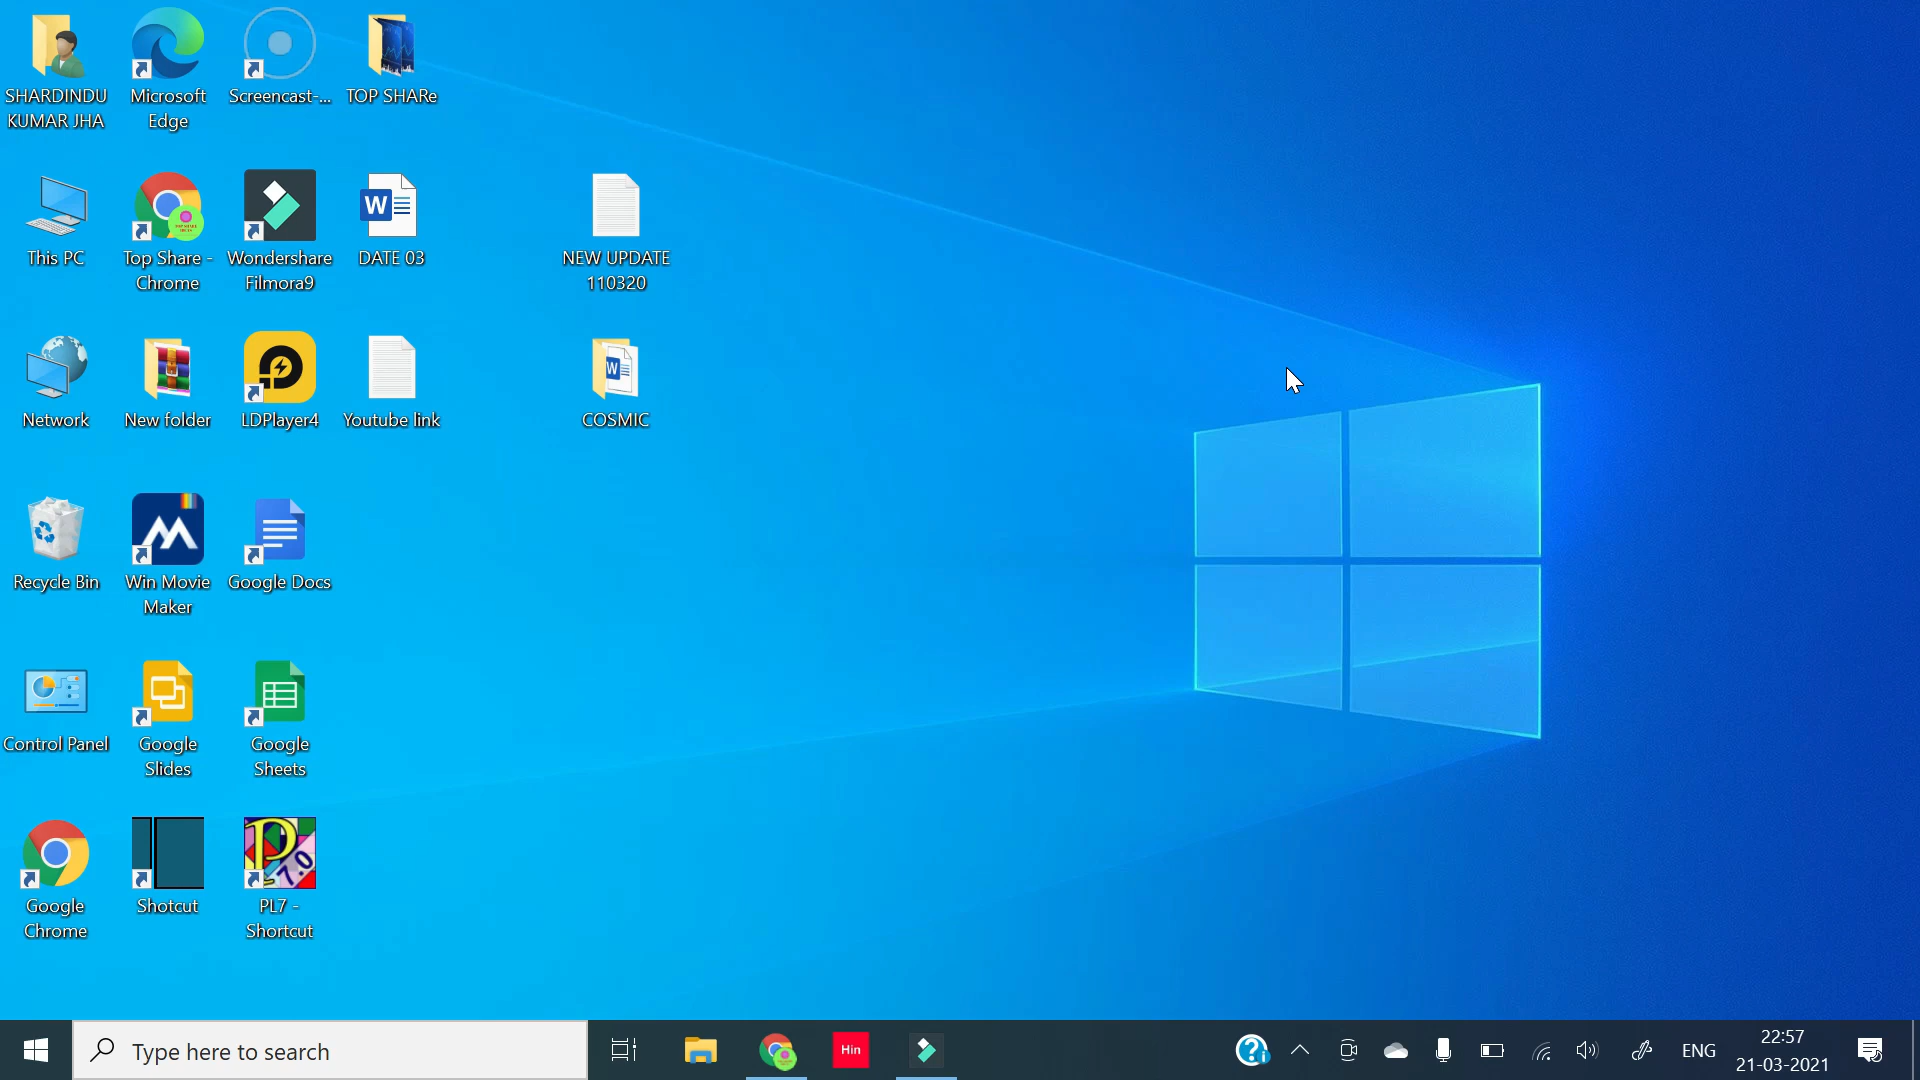 SHARDINDU
KUMAR JHA
Microsoft
Edge
Screencast-...
TOP SHARe
This PC
Top Share -
Chrome
Wondershare
Filmora9
DATE 03
NEW UPDATE
110320
Network
New folder
LDPlayer4
Youtube link
COSMIC
Recycle Bin
Win Movie
Maker
Google Docs
Control Panel
Google
Slides
Google
Sheets
Google
Chrome
Shotcut
PL7 -
Shortcut
Type here to search
Hin
ENG
22:57
21-03-2021